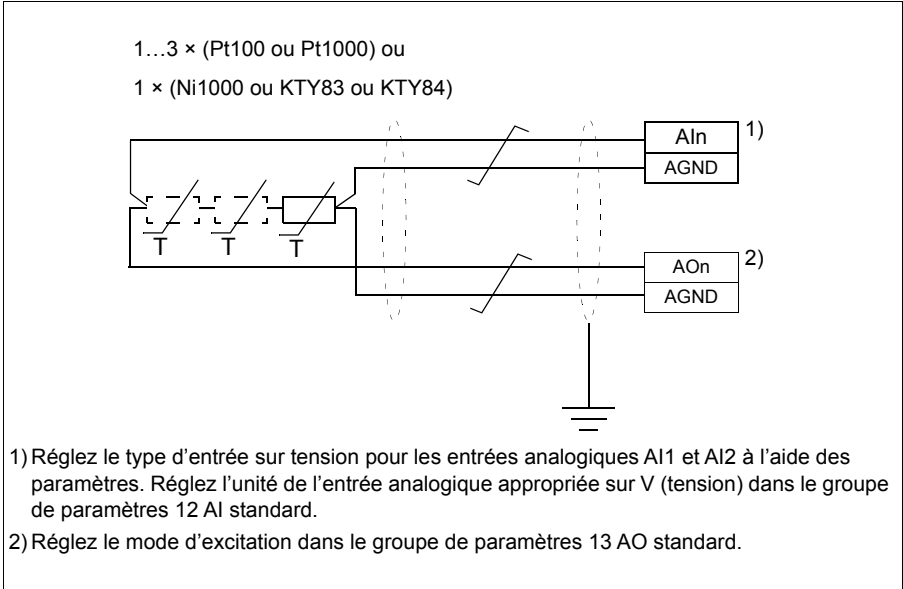 1…3 × (Pt100 ou Pt1000) ou
1 × (Ni1000 ou KTY83 ou KTY84)
AIn 1)
AGND
T T T
AOn 2)
AGND
1) Réglez le type d’entrée sur tension pour les entrées analogiques AI1 et AI2 à l’aide des
paramètres. Réglez l’unité de l’entrée analogique appropriée sur V (tension) dans le groupe
de paramètres 12 AI standard.
2) Réglez le mode d’excitation dans le groupe de paramètres 13 AO standard.